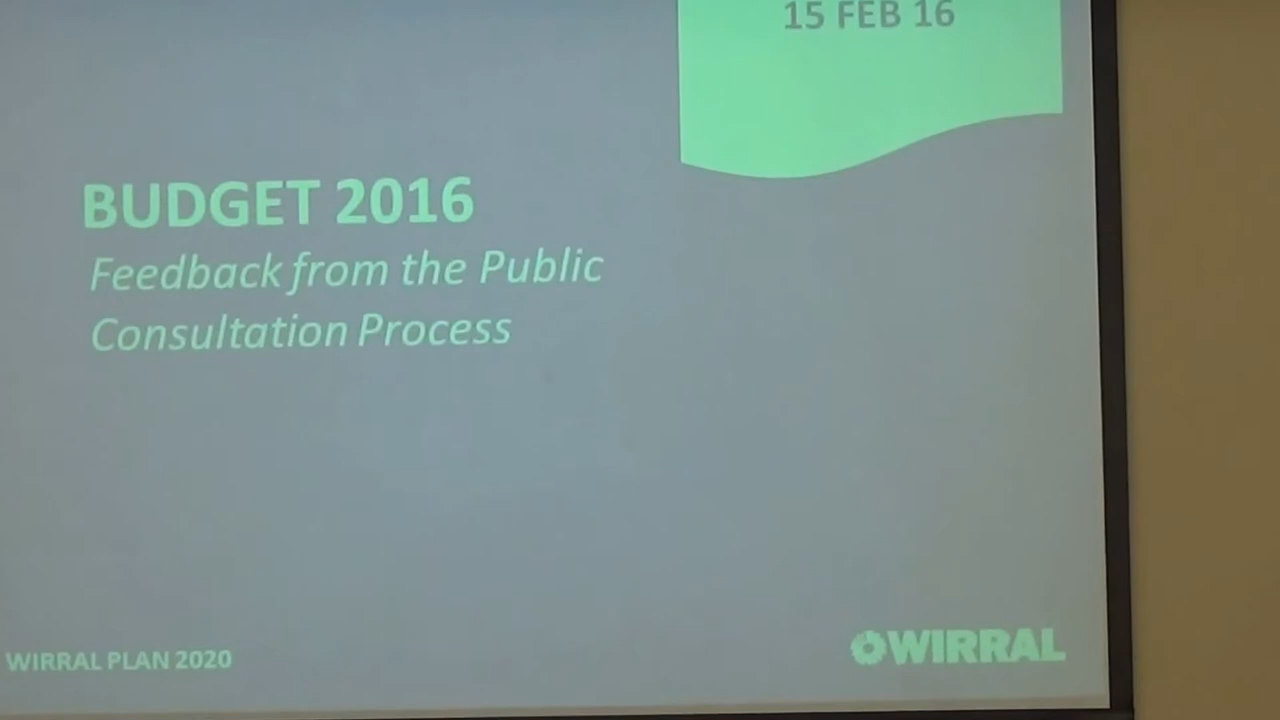 15 FEB 16
BUDGET 2016
Feedback from the Public
Consultation Process
WIRRAL PLAN 2020
WIRRAL